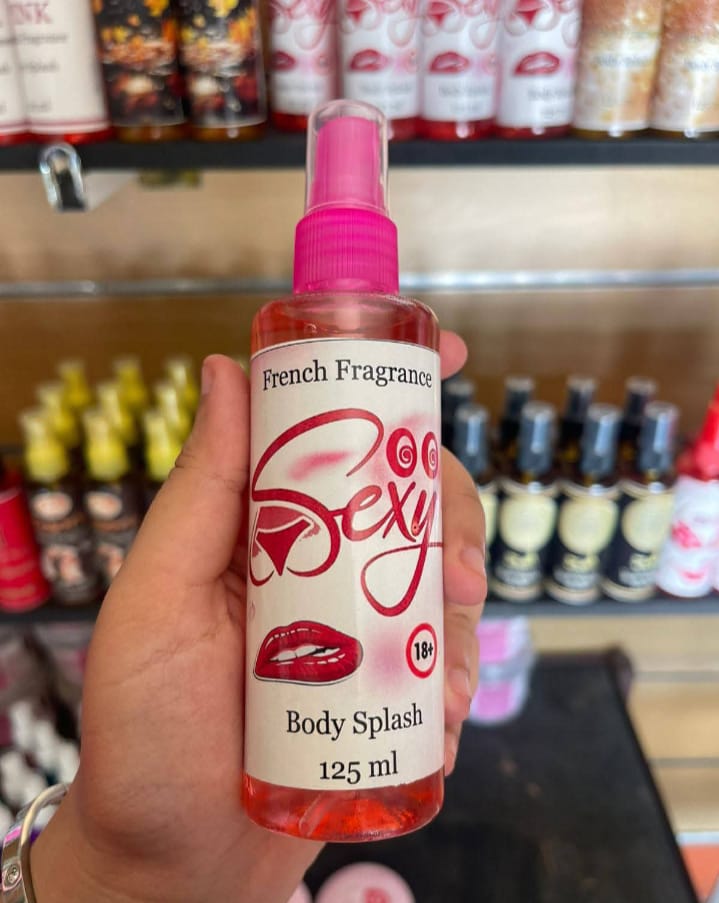 French Fragrance
Sexy
18+
Body Splash
125 ml